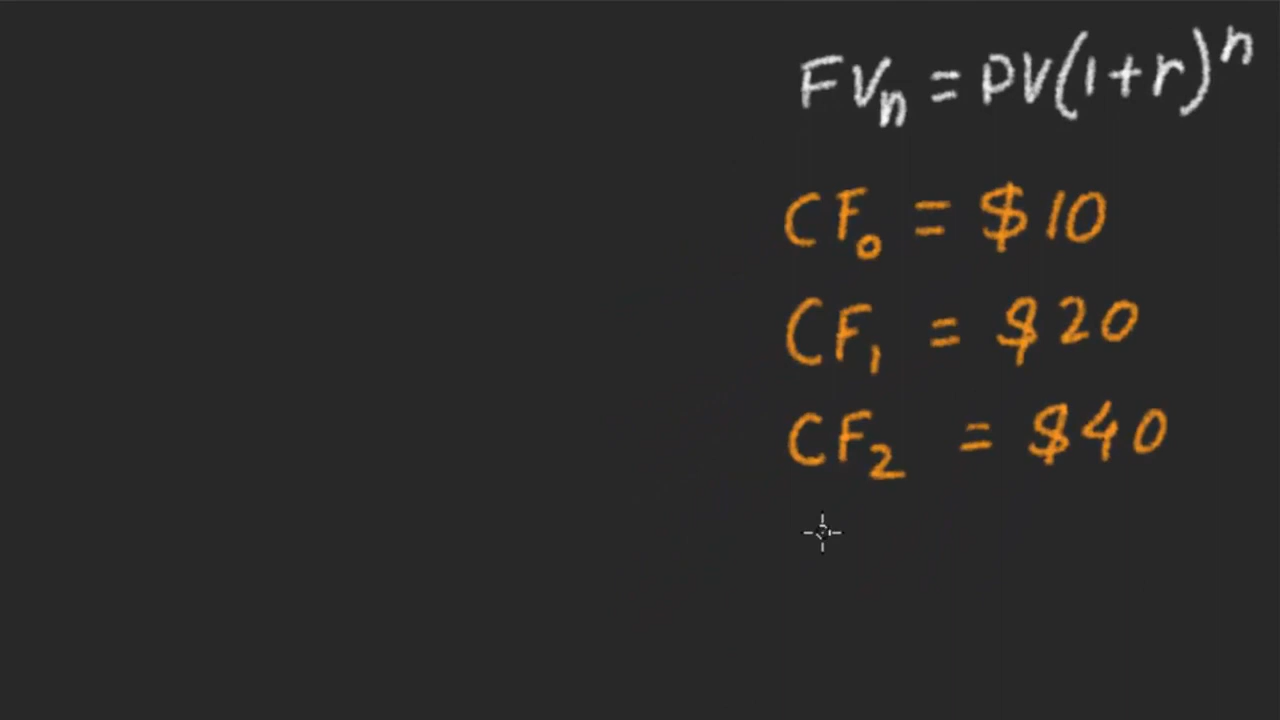 FVₙ = PV(1+r)ⁿ
CF₀ = $10
CF₁ = $20
CF₂ = $40